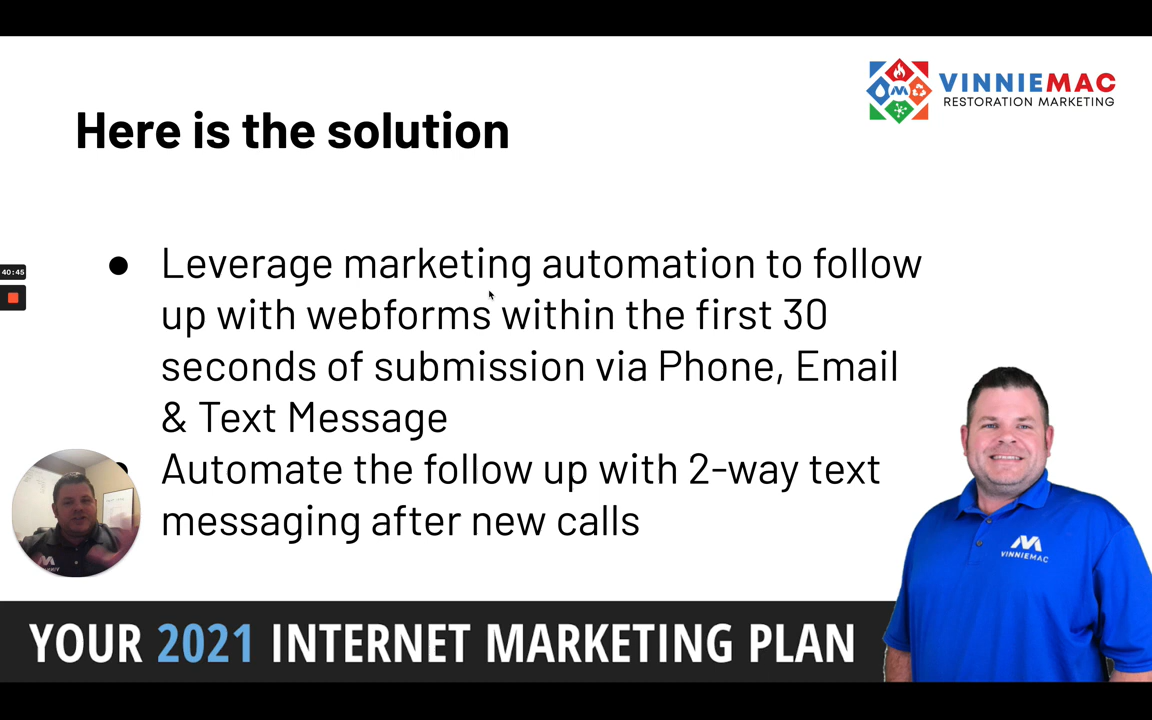 VINNIEMAC
RESTORATION MARKETING
Here is the solution
40:45
● Leverage marketing automation to follow
up with webforms within the first 30
seconds of submission via Phone, Email
& Text Message
● Automate the follow up with 2-way text
messaging after new calls
VINNIEMAC
YOUR 2021 INTERNET MARKETING PLAN